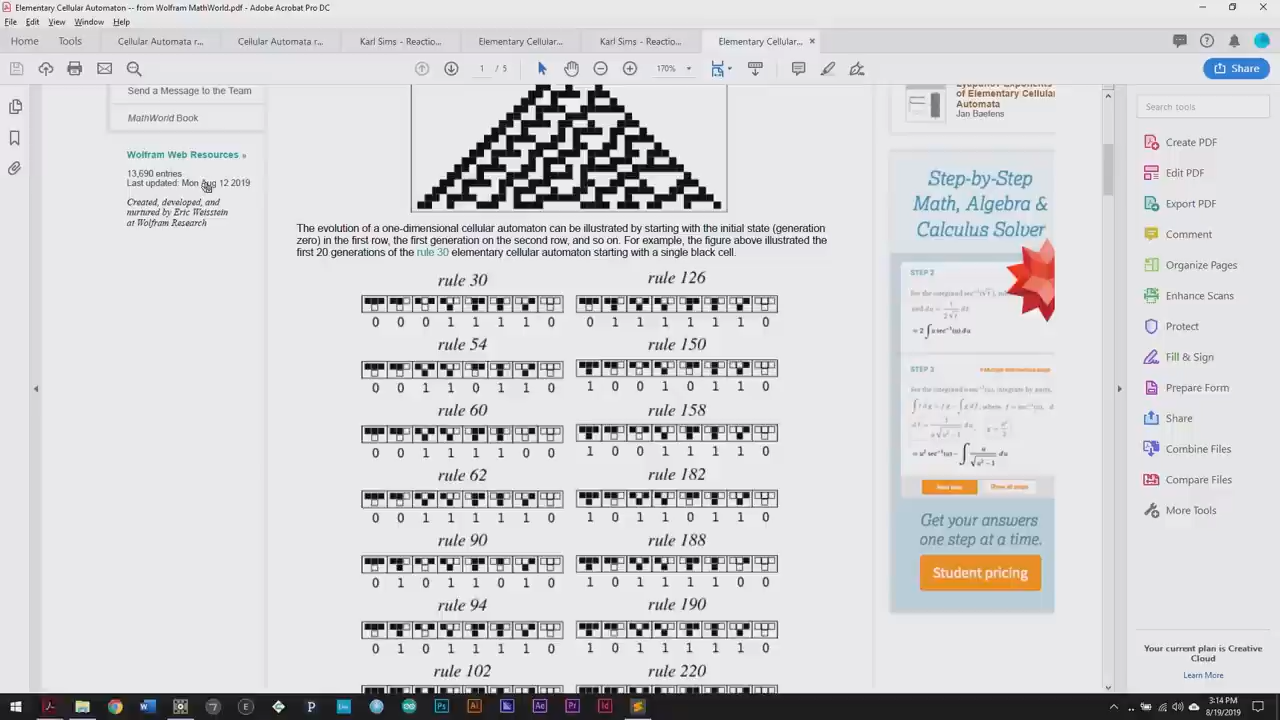 Elementary Cellular Automaton -- from Wolfram MathWorld.pdf - Adobe Acrobat Pro DC
File Edit View Window Help
Home Tools Cellular Automata r... Cellular Automata r... Karl Sims - Reactio... Elementary Cellular... Karl Sims - Reactio... Elementary Cellular... ×
1 / 5 170% Share
Send a Message to the Team
MathWorld Book
Wolfram Web Resources »
13,690 entries
Last updated: Mon Aug 12 2019
Created, developed, and
nurtured by Eric Weisstein
at Wolfram Research
The evolution of a one-dimensional cellular automaton can be illustrated by starting with the initial state (generation
zero) in the first row, the first generation on the second row, and so on. For example, the figure above illustrated the
first 20 generations of the rule 30 elementary cellular automaton starting with a single black cell.
rule 30 rule 126
0 0 0 1 1 1 1 0 0 1 1 1 1 1 1 0
rule 54 rule 150
0 0 1 1 0 1 1 0 1 0 0 1 0 1 1 0
rule 60 rule 158
0 0 1 1 1 1 0 0 1 0 0 1 1 1 1 0
rule 62 rule 182
0 0 1 1 1 1 1 0 1 0 1 1 0 1 1 0
rule 90 rule 188
0 1 0 1 1 0 1 0 1 0 1 1 1 1 0 0
rule 94 rule 190
0 1 0 1 1 1 1 0 1 0 1 1 1 1 1 0
rule 102 rule 220
of Elementary Cellular
Automata
Jan Baetens
Step-by-Step
Math, Algebra &
Calculus Solver
STEP 2
STEP 3
Get your answers
one step at a time.
Student pricing
Search tools
Create PDF
Edit PDF
Export PDF
Comment
Organize Pages
Enhance Scans
Protect
Fill & Sign
Prepare Form
Share
Combine Files
Compare Files
More Tools
Your current plan is Creative
Cloud
Learn More
3:14 PM
8/19/2019